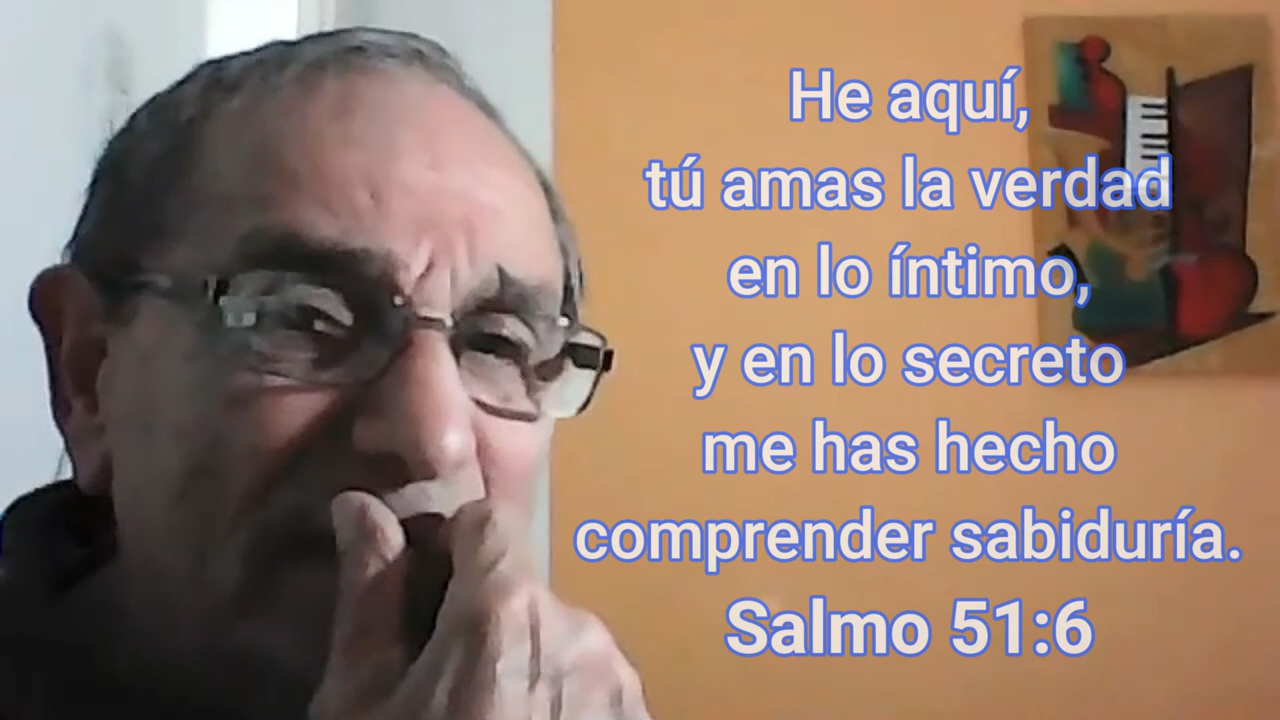 He aquí,
tú amas la verdad
en lo íntimo,
y en lo secreto
me has hecho
comprender sabiduría.
Salmo 51:6